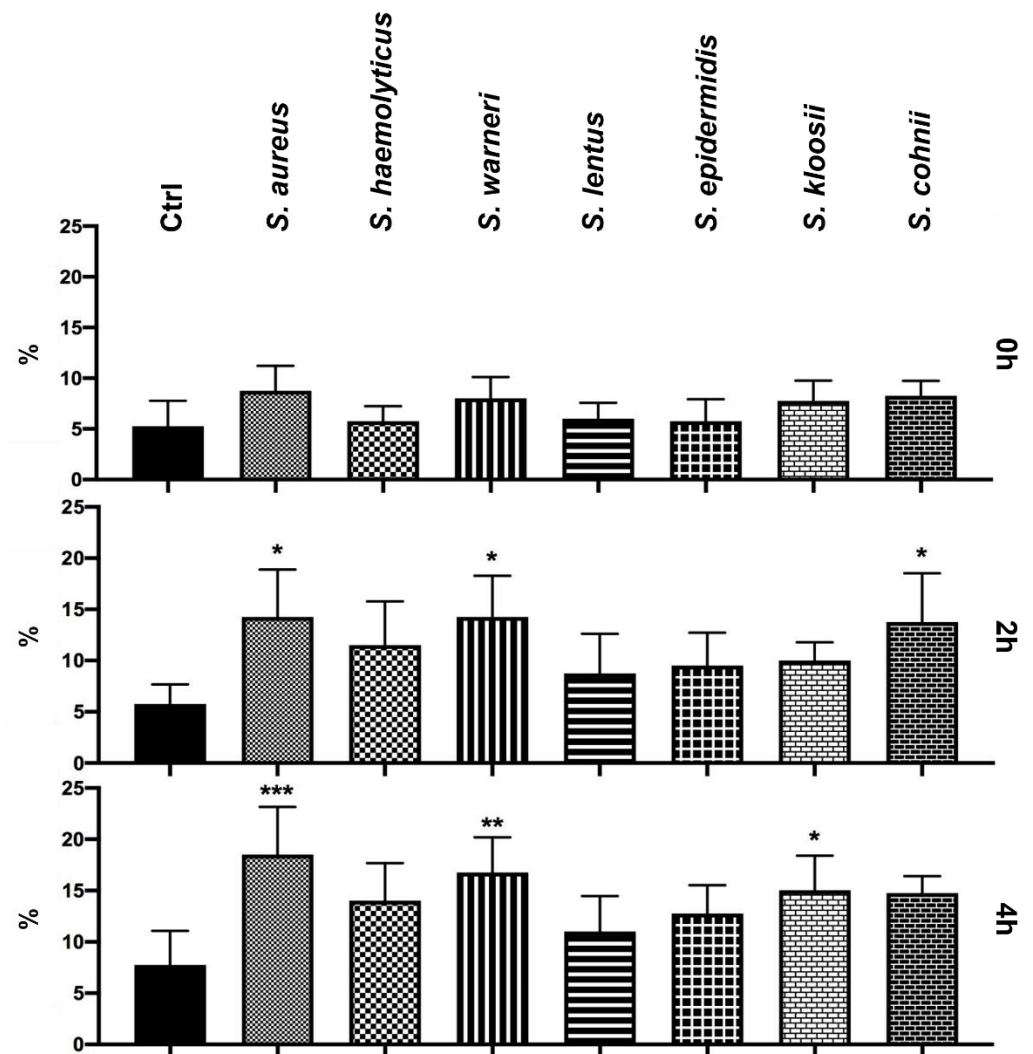 Ctrl
S. aureus
S. haemolyticus
S. warneri
S. lentus
S. epidermidis
S. kloosii
S. cohnii
25
20
15
10
5
0
%
0h
25
20
15
10
5
0
%
* * *
2h
25
20
15
10
5
0
%
*** ** *
4h